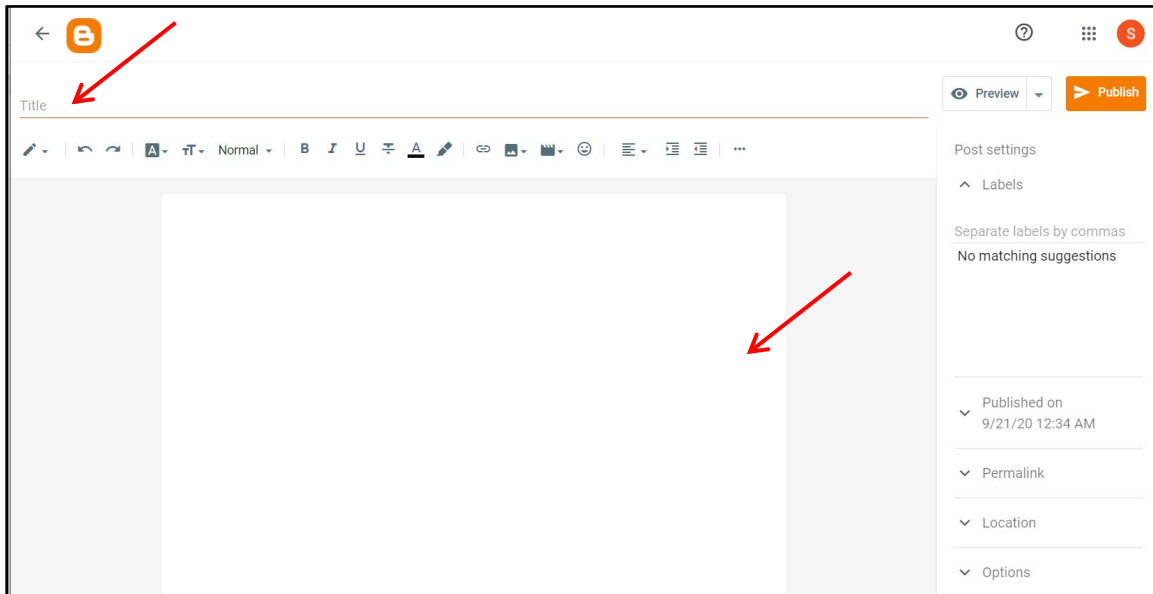 S
Title
Preview
Publish
Normal
B I U T A
Post settings
Labels
Separate labels by commas
No matching suggestions
Published on
9/21/20 12:34 AM
Permalink
Location
Options